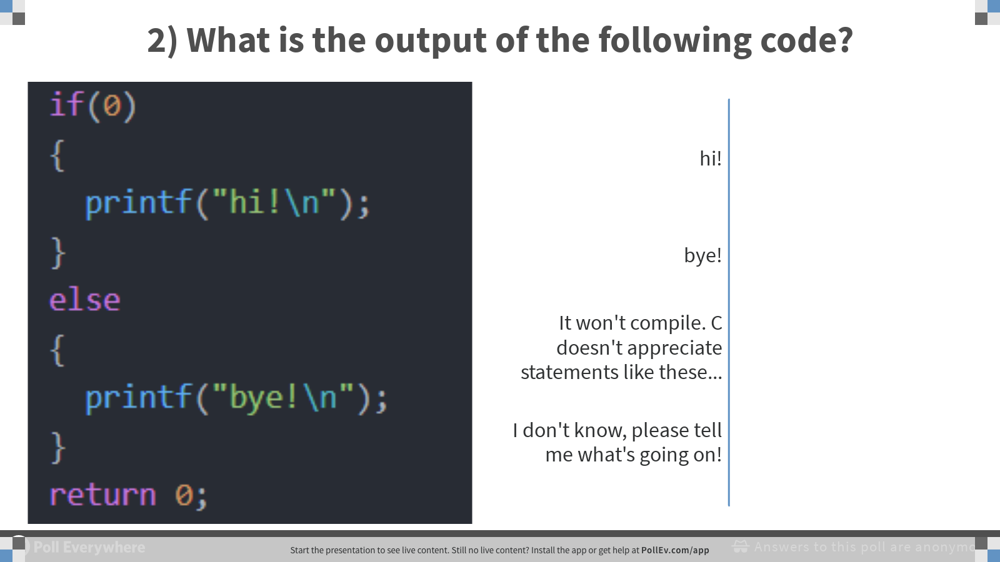 2) What is the output of the following code?
if(0)
{
printf("hi!\n");
}
else
{
printf("bye!\n");
}
return 0;
hi!
bye!
It won't compile. C
doesn't appreciate
statements like these...
I don't know, please tell
me what's going on!
Poll Everywhere
Start the presentation to see live content. Still no live content? Install the app or get help at PollEv.com/app
Answers to this poll are anonymo